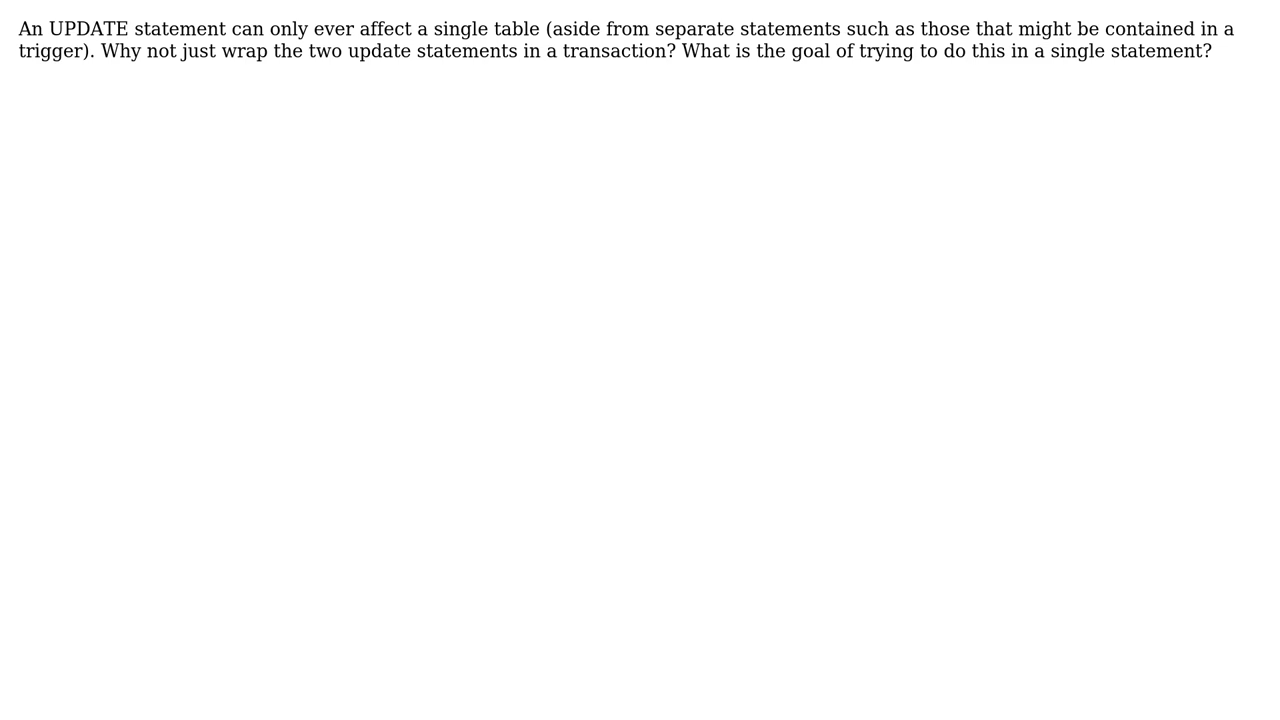 An UPDATE statement can only ever affect a single table (aside from separate statements such as those that might be contained in a
trigger). Why not just wrap the two update statements in a transaction? What is the goal of trying to do this in a single statement?